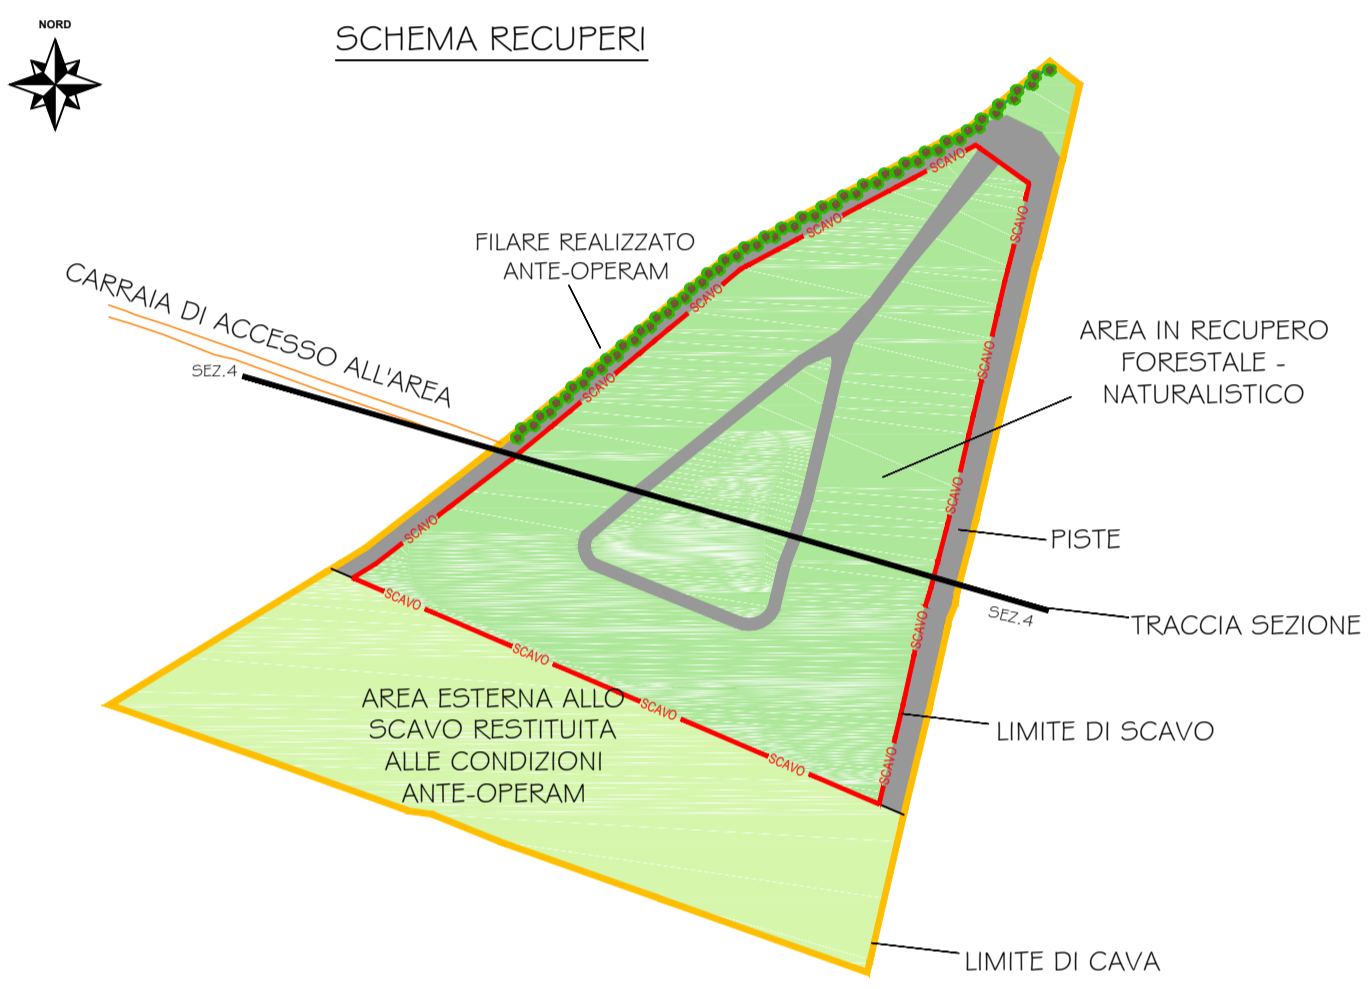 NORD
SCHEMA RECUPERI
FILARE REALIZZATO
ANTE-OPERAM
CARRAIA DI ACCESSO ALL'AREA
SEZ.4
AREA IN RECUPERO
FORESTALE -
NATURALISTICO
PISTE
SEZ.4
TRACCIA SEZIONE
LIMITE DI SCAVO
AREA ESTERNA ALLO
SCAVO RESTITUITA
ALLE CONDIZIONI
ANTE-OPERAM
LIMITE DI CAVA
SCAVO
SCAVO
SCAVO
SCAVO
SCAVO
SCAVO
SCAVO
SCAVO
SCAVO
SCAVO
SCAVO
SCAVO
SCAVO
SCAVO